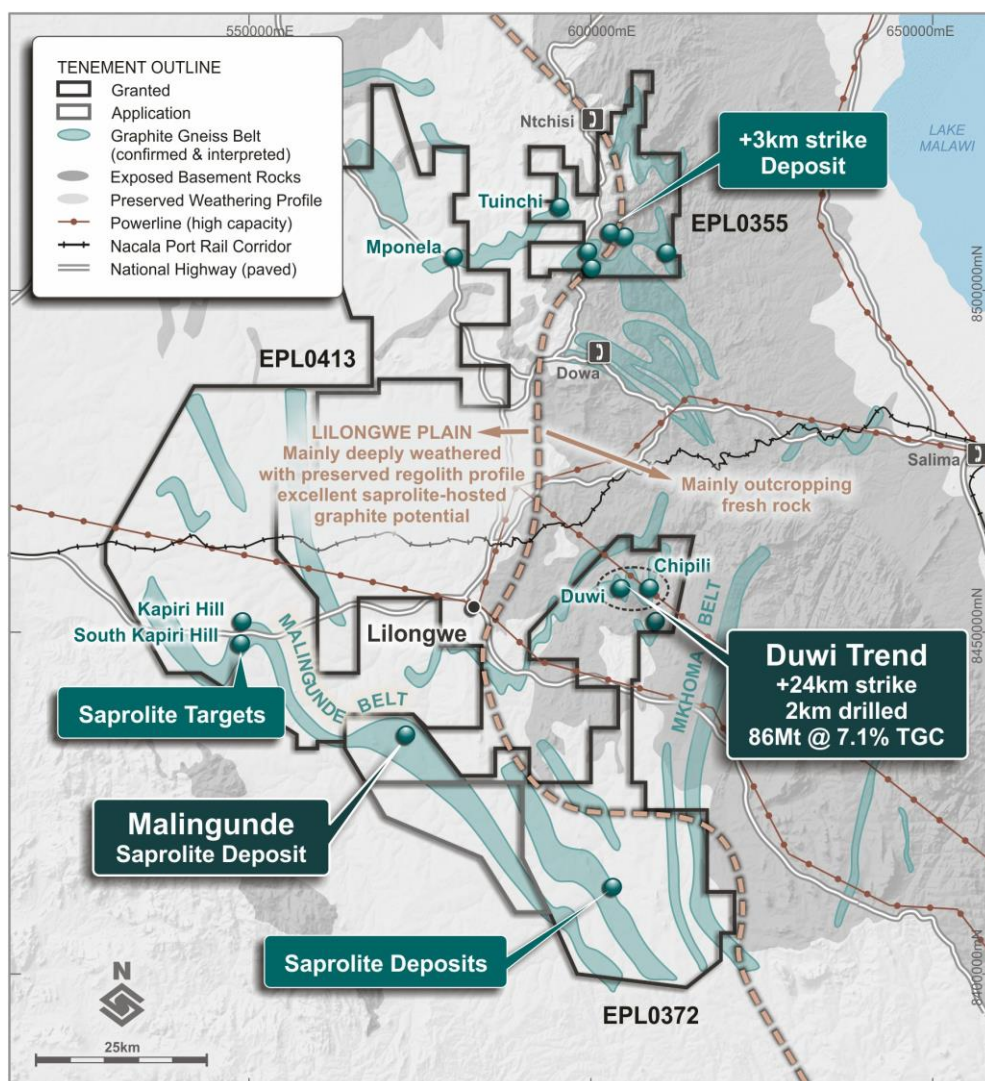 550000mE
600000mE
650000mE
TENEMENT OUTLINE
Granted
Application
Graphite Gneiss Belt
(confirmed & interpreted)
Exposed Basement Rocks
Preserved Weathering Profile
Powerline (high capacity)
Nacala Port Rail Corridor
National Highway (paved)
Ntchisi
+3km strike
Deposit
LAKE
MALAWI
Tuinchi
EPL0355
Mponela
8500000mN
EPL0413
Dowa
LILONGWE PLAIN
Mainly deeply weathered
with preserved regolith profile
excellent saprolite-hosted
graphite potential
Mainly outcropping
fresh rock
Salima
Chipili
Duwi
Kapiri Hill
South Kapiri Hill
Lilongwe
8450000mN
MALINGUNDE BELT
MKHOMA BELT
Duwi Trend
+24km strike
2km drilled
86Mt @ 7.1% TGC
Saprolite Targets
Malingunde
Saprolite Deposit
Saprolite Deposits
8400000mN
N
EPL0372
25km